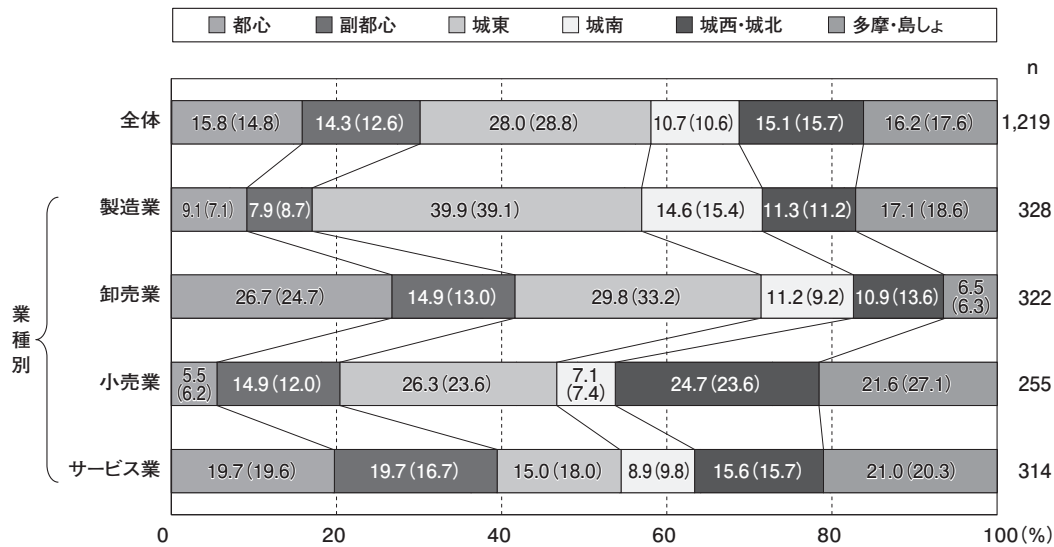 都心 副都心 城東 城南 城西・城北 多摩・島しょ
n
全体 15.8(14.8) 14.3(12.6) 28.0(28.8) 10.7(10.6) 15.1(15.7) 16.2(17.6) 1,219
業種別
製造業 9.1(7.1) 7.9(8.7) 39.9(39.1) 14.6(15.4) 11.3(11.2) 17.1(18.6) 328
卸売業 26.7(24.7) 14.9(13.0) 29.8(33.2) 11.2(9.2) 10.9(13.6) 6.5(6.3) 322
小売業 5.5(6.2) 14.9(12.0) 26.3(23.6) 7.1(7.4) 24.7(23.6) 21.6(27.1) 255
サービス業 19.7(19.6) 19.7(16.7) 15.0(18.0) 8.9(9.8) 15.6(15.7) 21.0(20.3) 314
0 20 40 60 80 100(%)